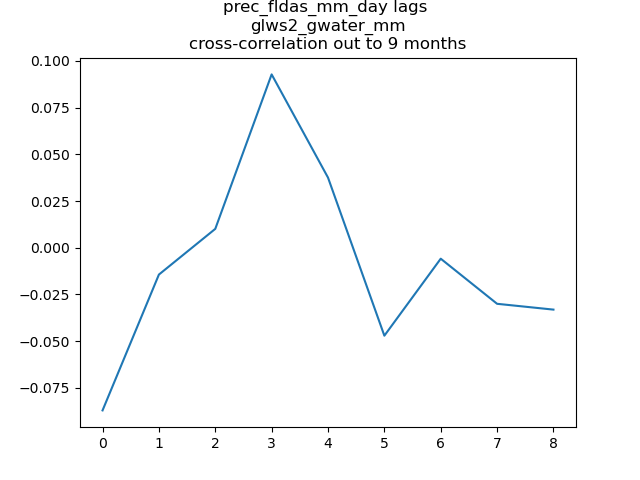 prec_fldas_mm_day lags
glws2_gwater_mm
cross-correlation out to 9 months
0.100
0.075
0.050
0.025
0.000
−0.025
−0.050
−0.075
0 1 2 3 4 5 6 7 8